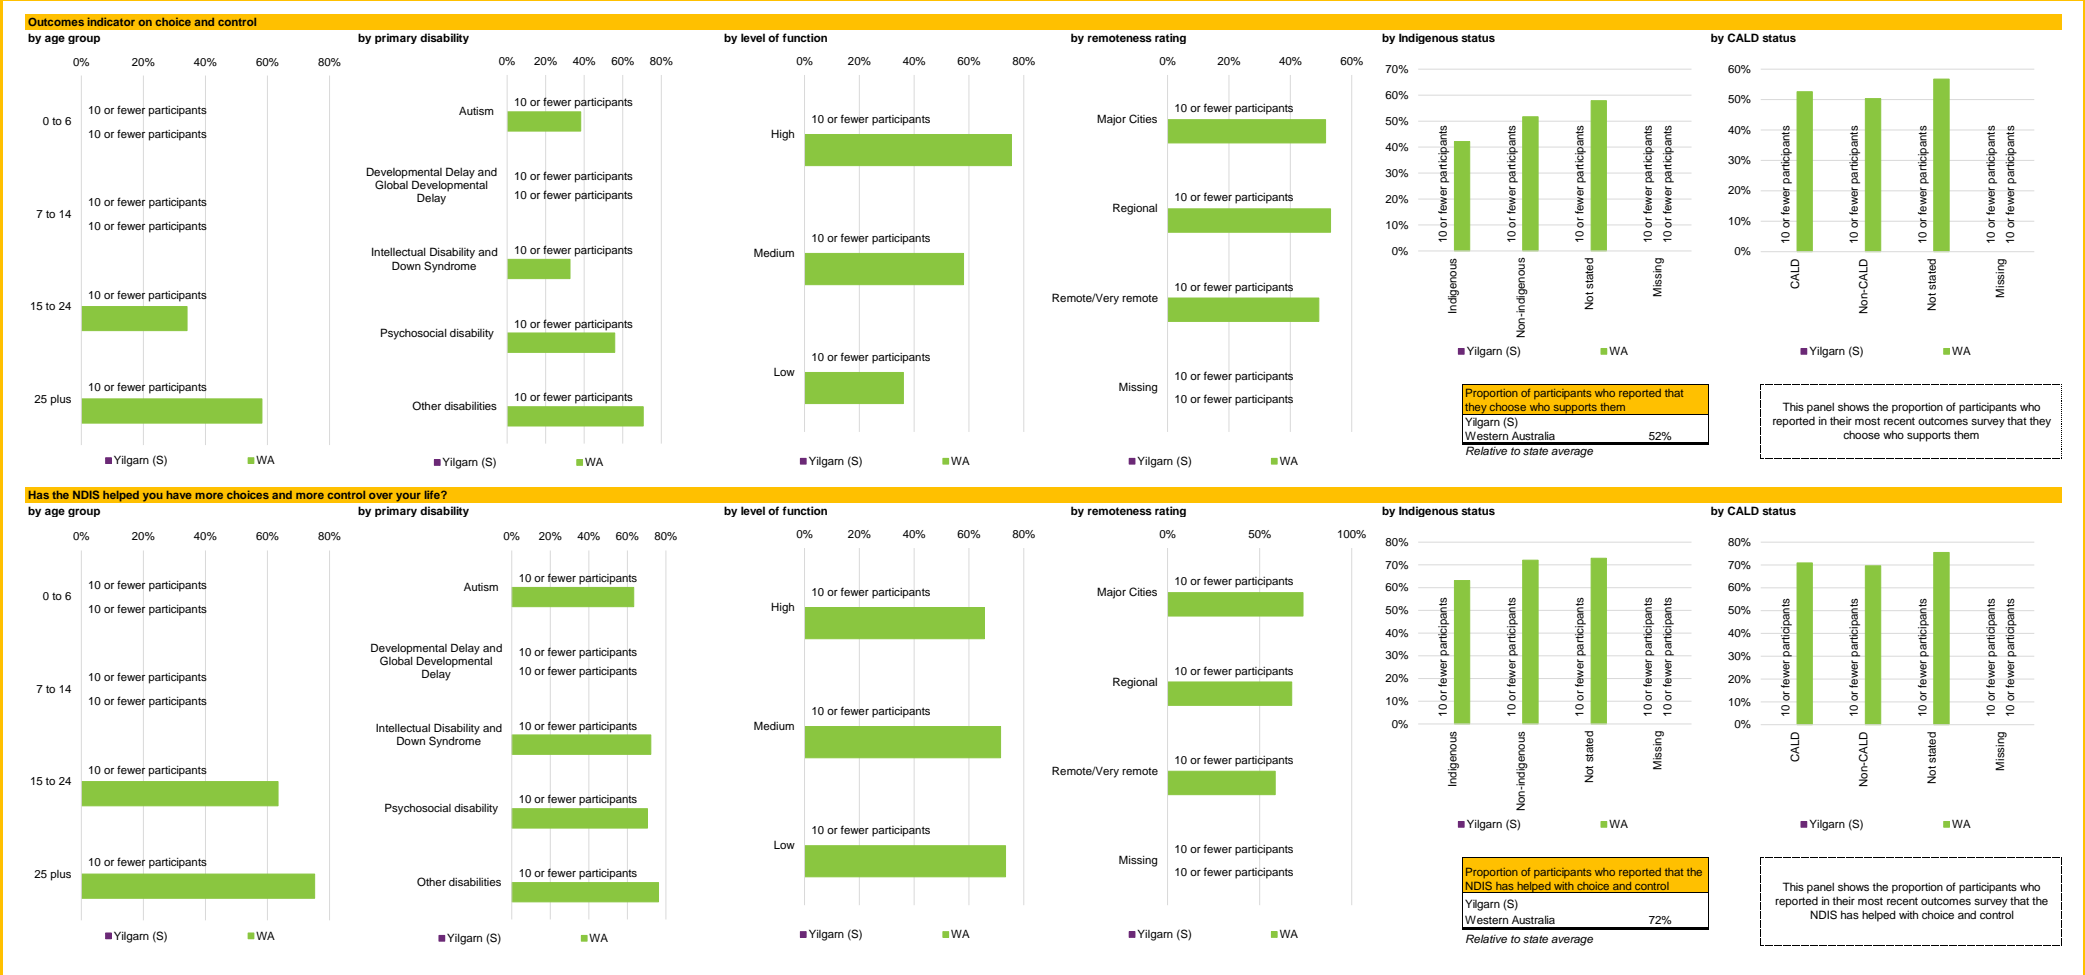 Outcomes indicator on choice and control
by age group
0% 20% 40% 60% 80%
0 to 6
10 or fewer participants
10 or fewer participants
7 to 14
10 or fewer participants
10 or fewer participants
15 to 24
10 or fewer participants
25 plus
10 or fewer participants
Yilgarn (S) WA
by primary disability
0% 20% 40% 60% 80%
Autism
10 or fewer participants
Developmental Delay and
Global Developmental
Delay
10 or fewer participants
10 or fewer participants
Intellectual Disability and
Down Syndrome
10 or fewer participants
Psychosocial disability
10 or fewer participants
Other disabilities
10 or fewer participants
Yilgarn (S) WA
by level of function
0% 20% 40% 60% 80%
High
10 or fewer participants
Medium
10 or fewer participants
Low
10 or fewer participants
Yilgarn (S) WA
by remoteness rating
0% 20% 40% 60%
Major Cities
10 or fewer participants
Regional
10 or fewer participants
Remote/Very remote
10 or fewer participants
Missing
10 or fewer participants
10 or fewer participants
Yilgarn (S) WA
by Indigenous status
70%
60%
50%
40%
30%
20%
10%
0%
10 or fewer participants
10 or fewer participants
10 or fewer participants
10 or fewer participants
10 or fewer participants
Indigenous
Non-indigenous
Not stated
Missing
Yilgarn (S) WA
by CALD status
60%
50%
40%
30%
20%
10%
0%
10 or fewer participants
10 or fewer participants
10 or fewer participants
10 or fewer participants
10 or fewer participants
CALD
Non-CALD
Not stated
Missing
Yilgarn (S) WA
Proportion of participants who reported that
they choose who supports them
Yilgarn (S)
Western Australia 52%
Relative to state average
This panel shows the proportion of participants who
reported in their most recent outcomes survey that they
choose who supports them
Has the NDIS helped you have more choices and more control over your life?
by age group
0% 20% 40% 60% 80%
0 to 6
10 or fewer participants
10 or fewer participants
7 to 14
10 or fewer participants
10 or fewer participants
15 to 24
10 or fewer participants
25 plus
10 or fewer participants
Yilgarn (S) WA
by primary disability
0% 20% 40% 60% 80%
Autism
10 or fewer participants
Developmental Delay and
Global Developmental
Delay
10 or fewer participants
10 or fewer participants
Intellectual Disability and
Down Syndrome
10 or fewer participants
Psychosocial disability
10 or fewer participants
Other disabilities
10 or fewer participants
Yilgarn (S) WA
by level of function
0% 20% 40% 60% 80%
High
10 or fewer participants
Medium
10 or fewer participants
Low
10 or fewer participants
Yilgarn (S) WA
by remoteness rating
0% 50% 100%
Major Cities
10 or fewer participants
Regional
10 or fewer participants
Remote/Very remote
10 or fewer participants
Missing
10 or fewer participants
10 or fewer participants
Yilgarn (S) WA
by Indigenous status
80%
70%
60%
50%
40%
30%
20%
10%
0%
10 or fewer participants
10 or fewer participants
10 or fewer participants
10 or fewer participants
10 or fewer participants
Indigenous
Non-indigenous
Not stated
Missing
Yilgarn (S) WA
by CALD status
80%
70%
60%
50%
40%
30%
20%
10%
0%
10 or fewer participants
10 or fewer participants
10 or fewer participants
10 or fewer participants
10 or fewer participants
CALD
Non-CALD
Not stated
Missing
Yilgarn (S) WA
Proportion of participants who reported that the
NDIS has helped with choice and control
Yilgarn (S)
Western Australia 72%
Relative to state average
This panel shows the proportion of participants who
reported in their most recent outcomes survey that the
NDIS has helped with choice and control